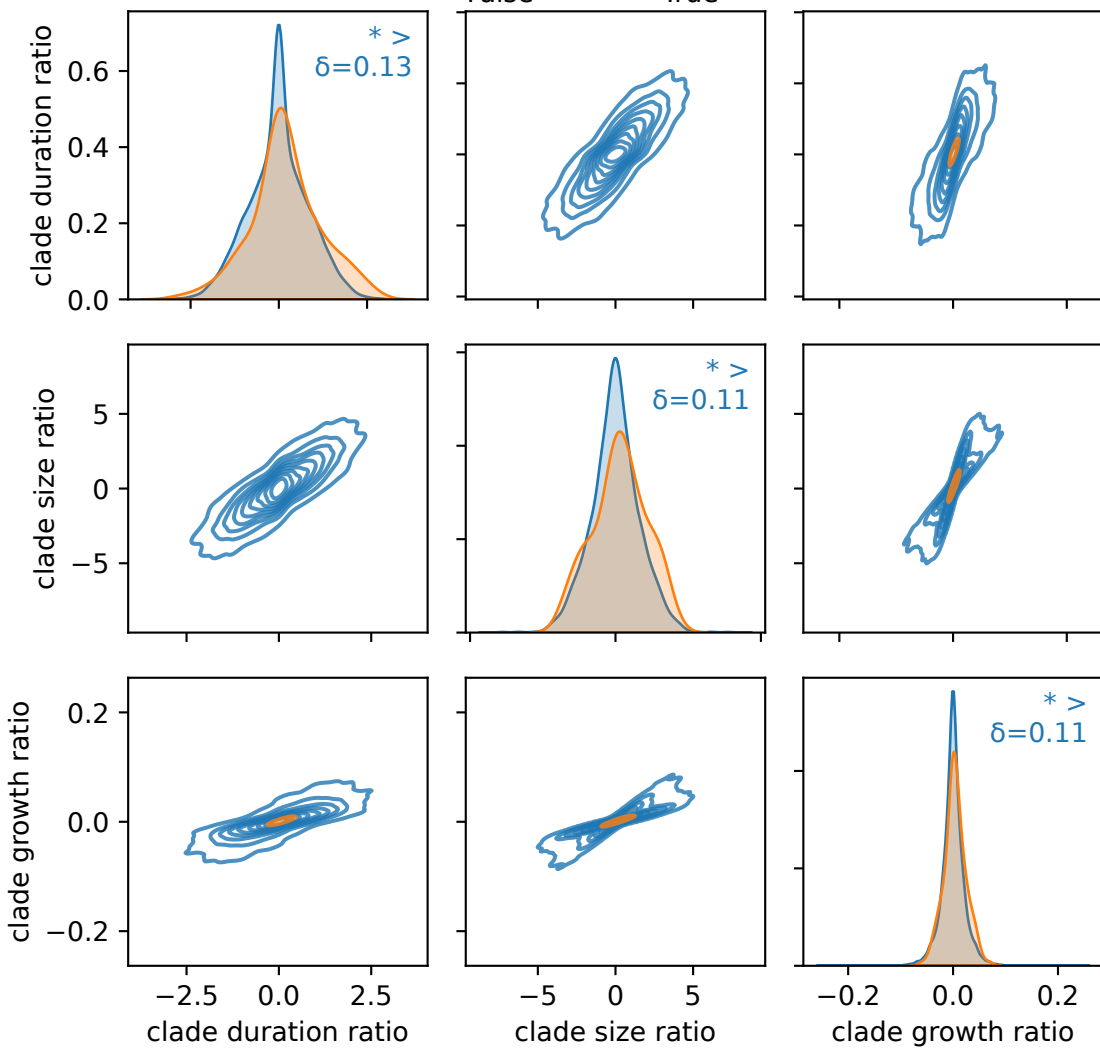 clade duration ratio
0.6
0.4
0.2
0.0
* >
δ=0.13
clade size ratio
5
0
−5
* >
δ=0.11
clade growth ratio
0.2
0.0
−0.2
* >
δ=0.11
−2.5 0.0 2.5
−5 0 5
−0.2 0.0 0.2
clade duration ratio
clade size ratio
clade growth ratio